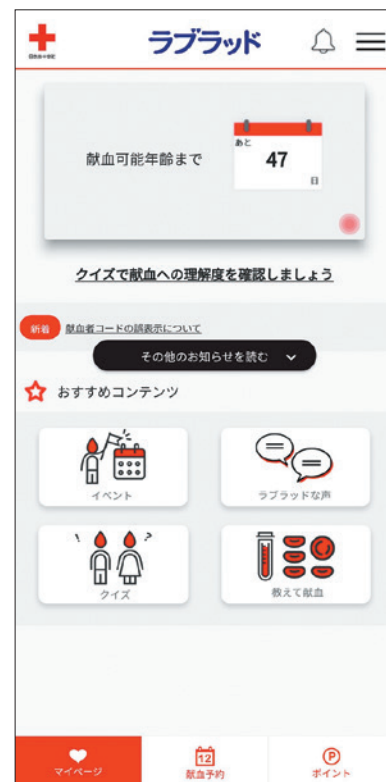 ラブラッド
献血可能年齢まで
あと
47
日
クイズで献血への理解度を確認しましょう
新着 献血者コードの誤表示について
その他のお知らせを読む
おすすめコンテンツ
イベント
ラブラッドな声
! ?
クイズ
教えて献血
12 P
マイページ 献血予約 ポイント